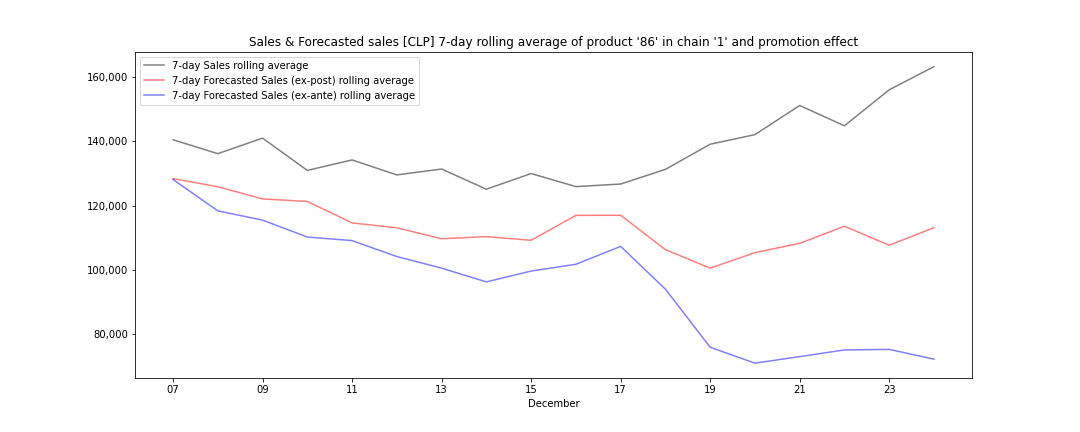 Sales & Forecasted sales [CLP] 7-day rolling average of product '86' in chain '1' and promotion effect
7-day Sales rolling average
7-day Forecasted Sales (ex-post) rolling average
7-day Forecasted Sales (ex-ante) rolling average
160,000
140,000
120,000
100,000
80,000
07 09 11 13 15 17 19 21 23
December